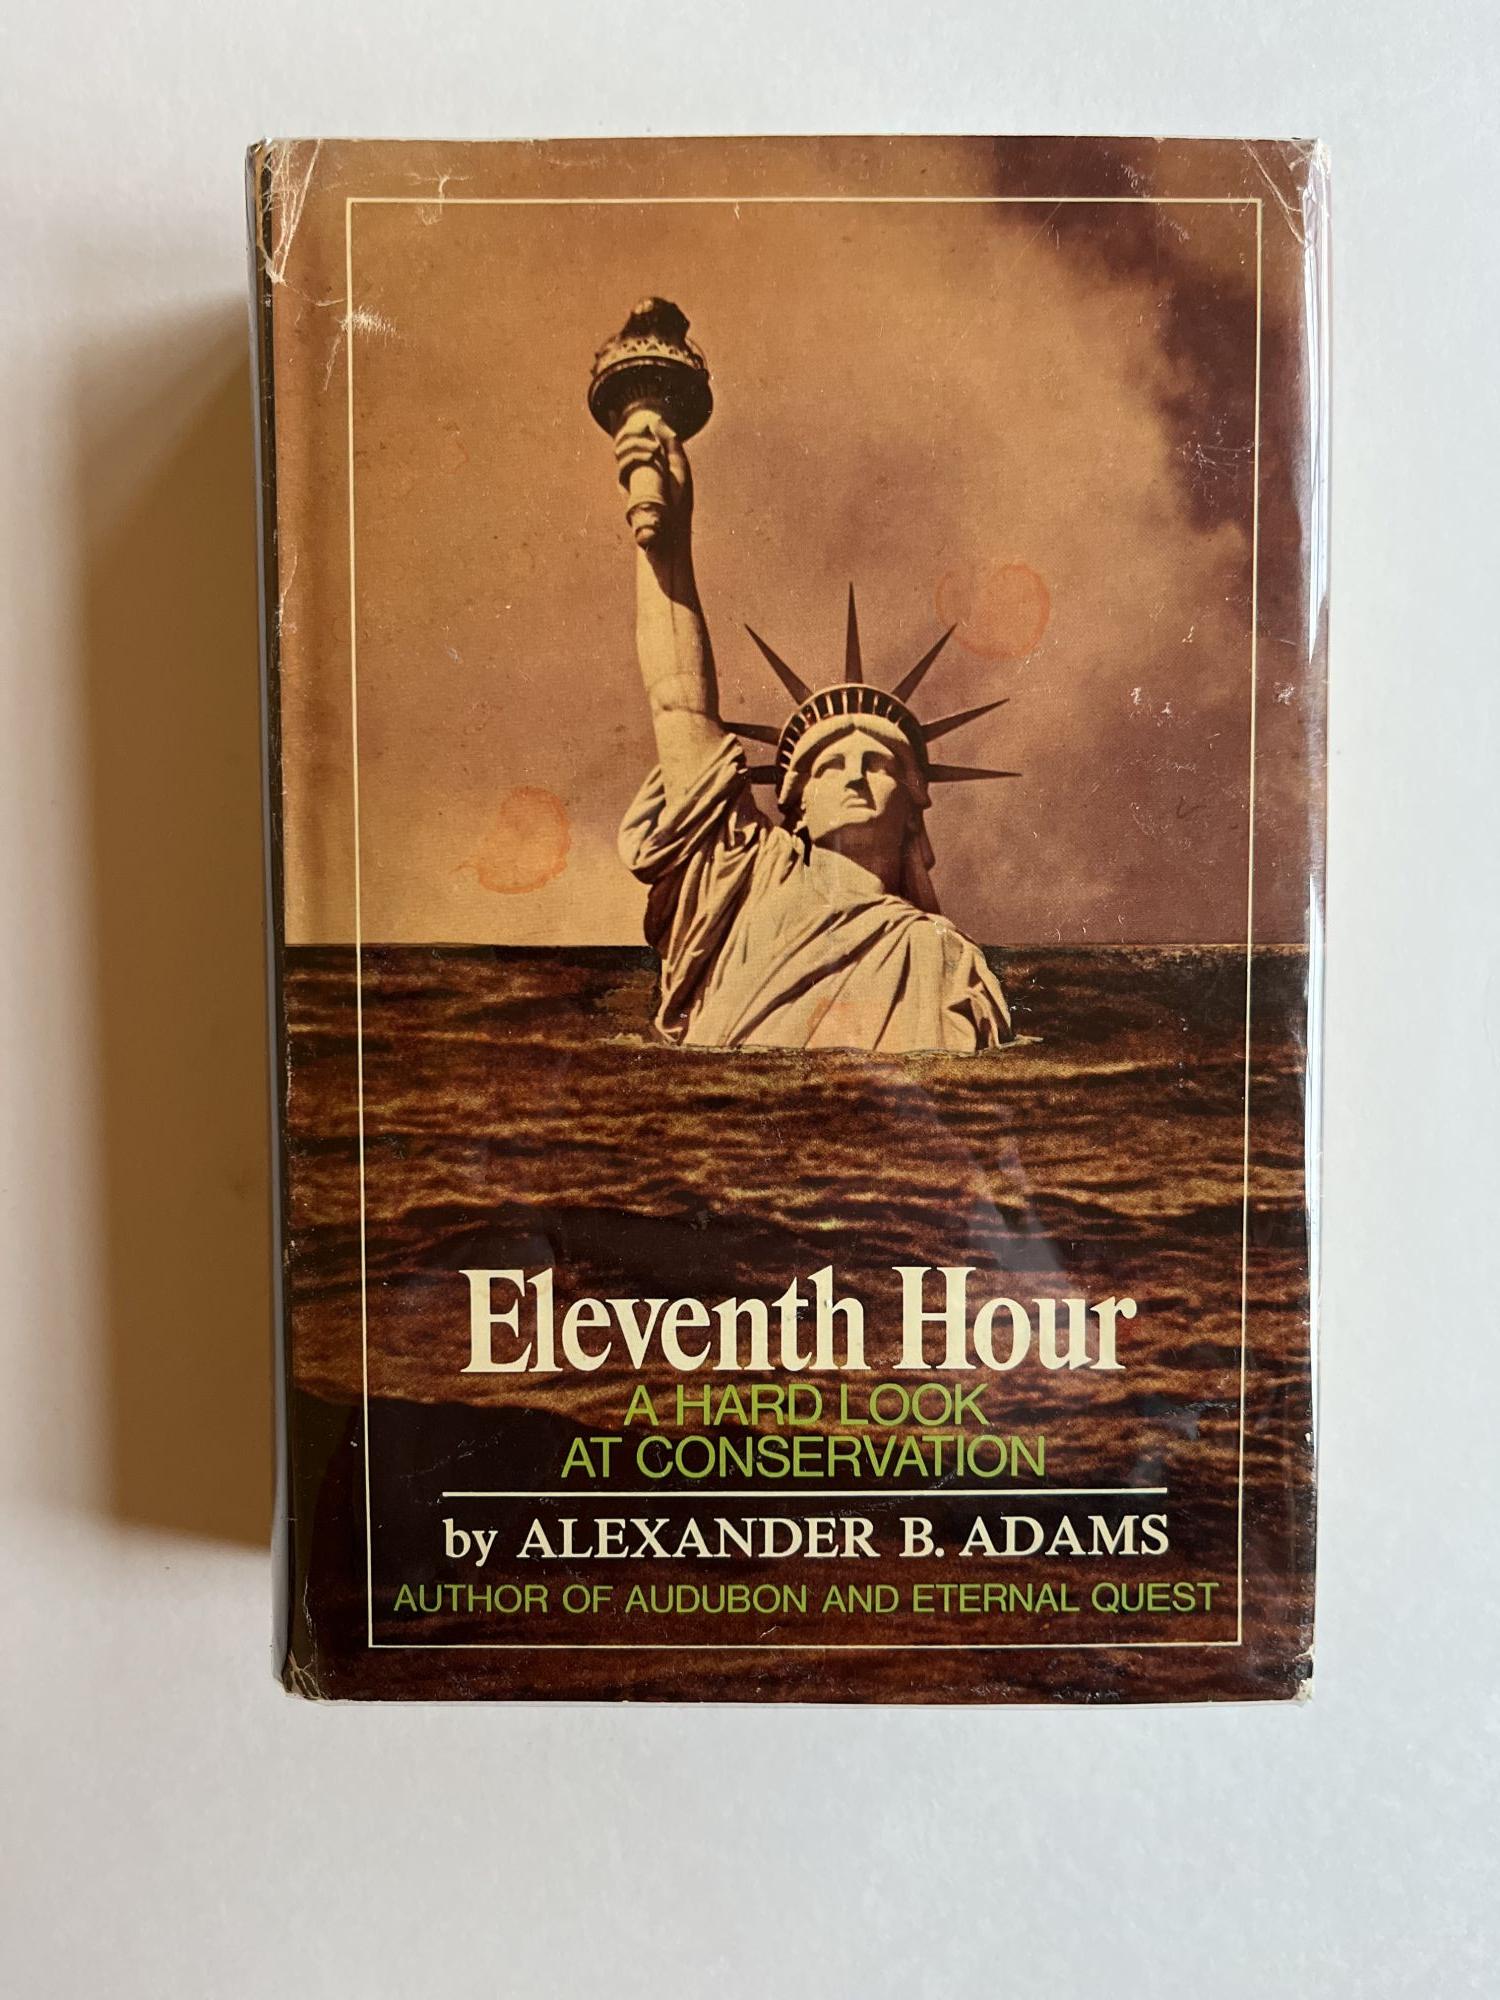 Eleventh Hour
A HARD LOOK
AT CONSERVATION
by ALEXANDER B. ADAMS
AUTHOR OF AUDUBON AND ETERNAL QUEST